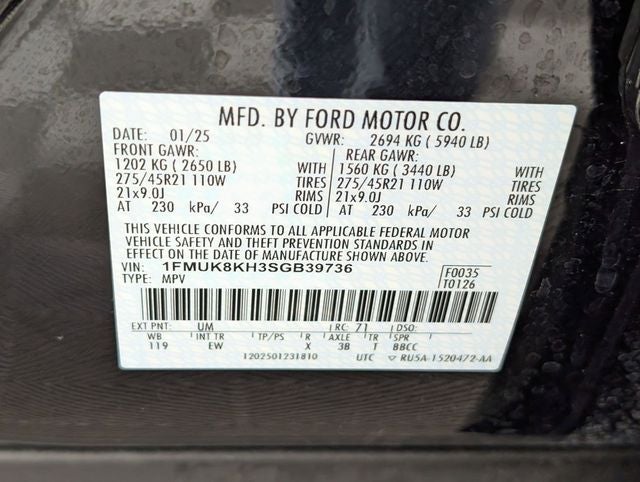 MFD. BY FORD MOTOR CO.
DATE: 01/25 GVWR: 2694 KG ( 5940 LB)
FRONT GAWR: REAR GAWR:
1202 KG ( 2650 LB) WITH 1560 KG ( 3440 LB) WITH
275/45R21 110W TIRES 275/45R21 110W TIRES
21x9.0J RIMS 21x9.0J RIMS
AT 230 kPa/ 33 PSI COLD AT 230 kPa/ 33 PSI COLD
THIS VEHICLE CONFORMS TO ALL APPLICABLE FEDERAL MOTOR
VEHICLE SAFETY AND BUMPER STANDARDS IN
EFFECT ON THE DATE OF MANUFACTURE SHOWN ABOVE.
VIN: 1FMUK8KH3SGB39736 F0035
TYPE: MPV T0126
EXT PNT: UM RC: 71 DSO:
WB INT TR TP/PS R AXLE TR SPR
119 EW X 3B T BBCC
1202501231810 UTC ▽ RU5A-1520472-AA